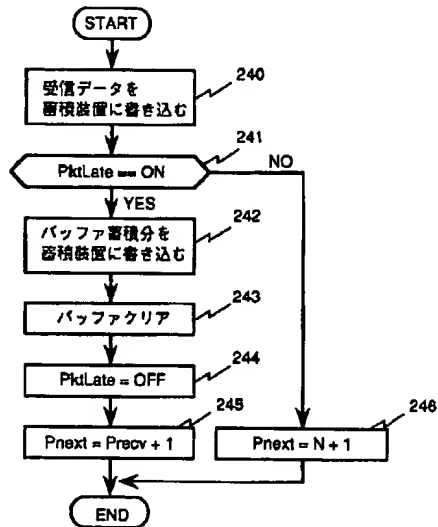 START
240
受信データを
蓄積装置に書き込む
241
PktLate == ON
NO
YES
242
バッファ蓄積分を
蓄積装置に書き込む
243
バッファクリア
244
PktLate = OFF
245
Pnext = Precv + 1
246
Pnext = N + 1
END